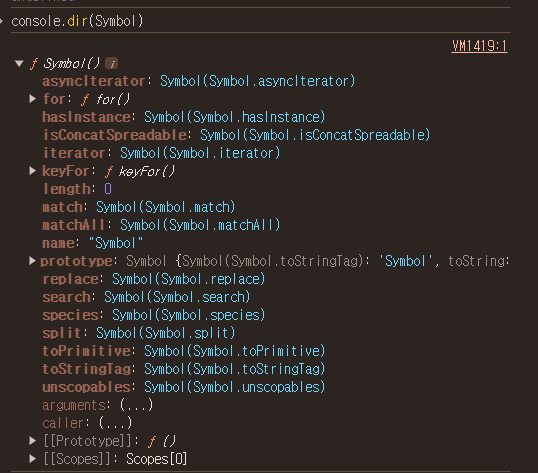 console.dir(Symbol)
VM1419:1
▼ ƒ Symbol() i
asyncIterator: Symbol(Symbol.asyncIterator)
▶ for: ƒ for()
hasInstance: Symbol(Symbol.hasInstance)
isConcatSpreadable: Symbol(Symbol.isConcatSpreadable)
iterator: Symbol(Symbol.iterator)
▶ keyFor: ƒ keyFor()
length: 0
match: Symbol(Symbol.match)
matchAll: Symbol(Symbol.matchAll)
name: "Symbol"
▶ prototype: Symbol {Symbol(Symbol.toStringTag): 'Symbol', toString:
replace: Symbol(Symbol.replace)
search: Symbol(Symbol.search)
species: Symbol(Symbol.species)
split: Symbol(Symbol.split)
toPrimitive: Symbol(Symbol.toPrimitive)
toStringTag: Symbol(Symbol.toStringTag)
unscopables: Symbol(Symbol.unscopables)
arguments: (...)
caller: (...)
▶ [[Prototype]]: ƒ ()
▶ [[Scopes]]: Scopes[0]